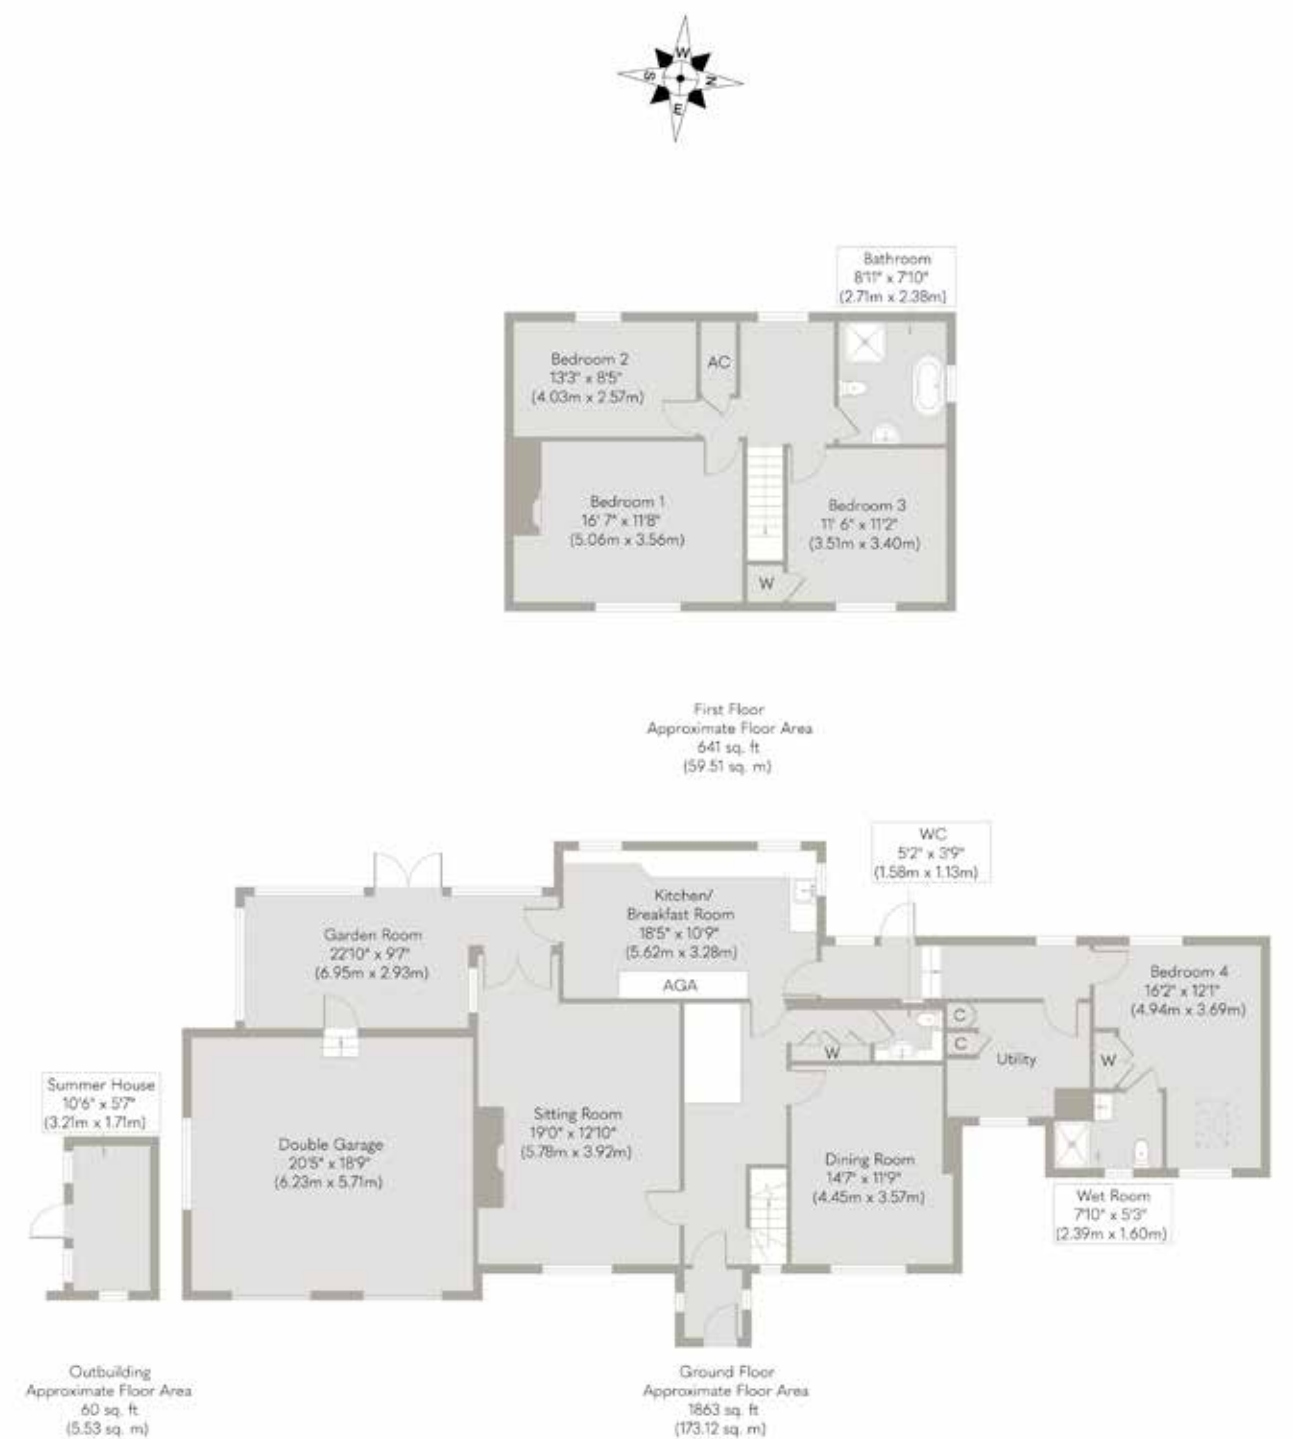 W
S
N
E
Bathroom
8'11" x 7'10"
(2.71m x 2.38m)
Bedroom 2
13'3" x 8'5"
(4.03m x 2.57m)
AC
Bedroom 1
16' 7" x 11'8"
(5.06m x 3.56m)
Bedroom 3
11' 6" x 11'2"
(3.51m x 3.40m)
W
First Floor
Approximate Floor Area
641 sq. ft
(59.51 sq. m)
WC
5'2" x 3'9"
(1.58m x 1.13m)
Kitchen/
Breakfast Room
18'5" x 10'9"
(5.62m x 3.28m)
AGA
Garden Room
22'10" x 9'7"
(6.95m x 2.93m)
Bedroom 4
16'2" x 12'1"
(4.94m x 3.69m)
C
C
W
W
Utility
Summer House
10'6" x 5'7"
(3.21m x 1.71m)
Double Garage
20'5" x 18'9"
(6.23m x 5.71m)
Sitting Room
19'0" x 12'10"
(5.78m x 3.92m)
Dining Room
14'7" x 11'9"
(4.45m x 3.57m)
Wet Room
7'10" x 5'3"
(2.39m x 1.60m)
Outbuilding
Approximate Floor Area
60 sq. ft
(5.53 sq. m)
Ground Floor
Approximate Floor Area
1863 sq. ft
(173.12 sq. m)